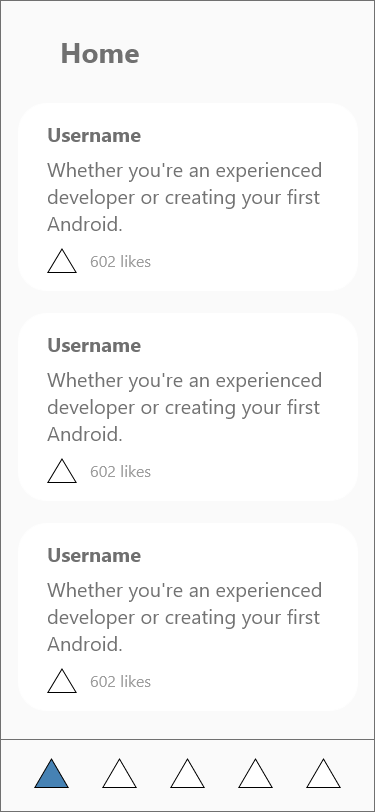 Home
Username
Whether you're an experienced
developer or creating your first
Android.
602 likes
Username
Whether you're an experienced
developer or creating your first
Android.
602 likes
Username
Whether you're an experienced
developer or creating your first
Android.
602 likes